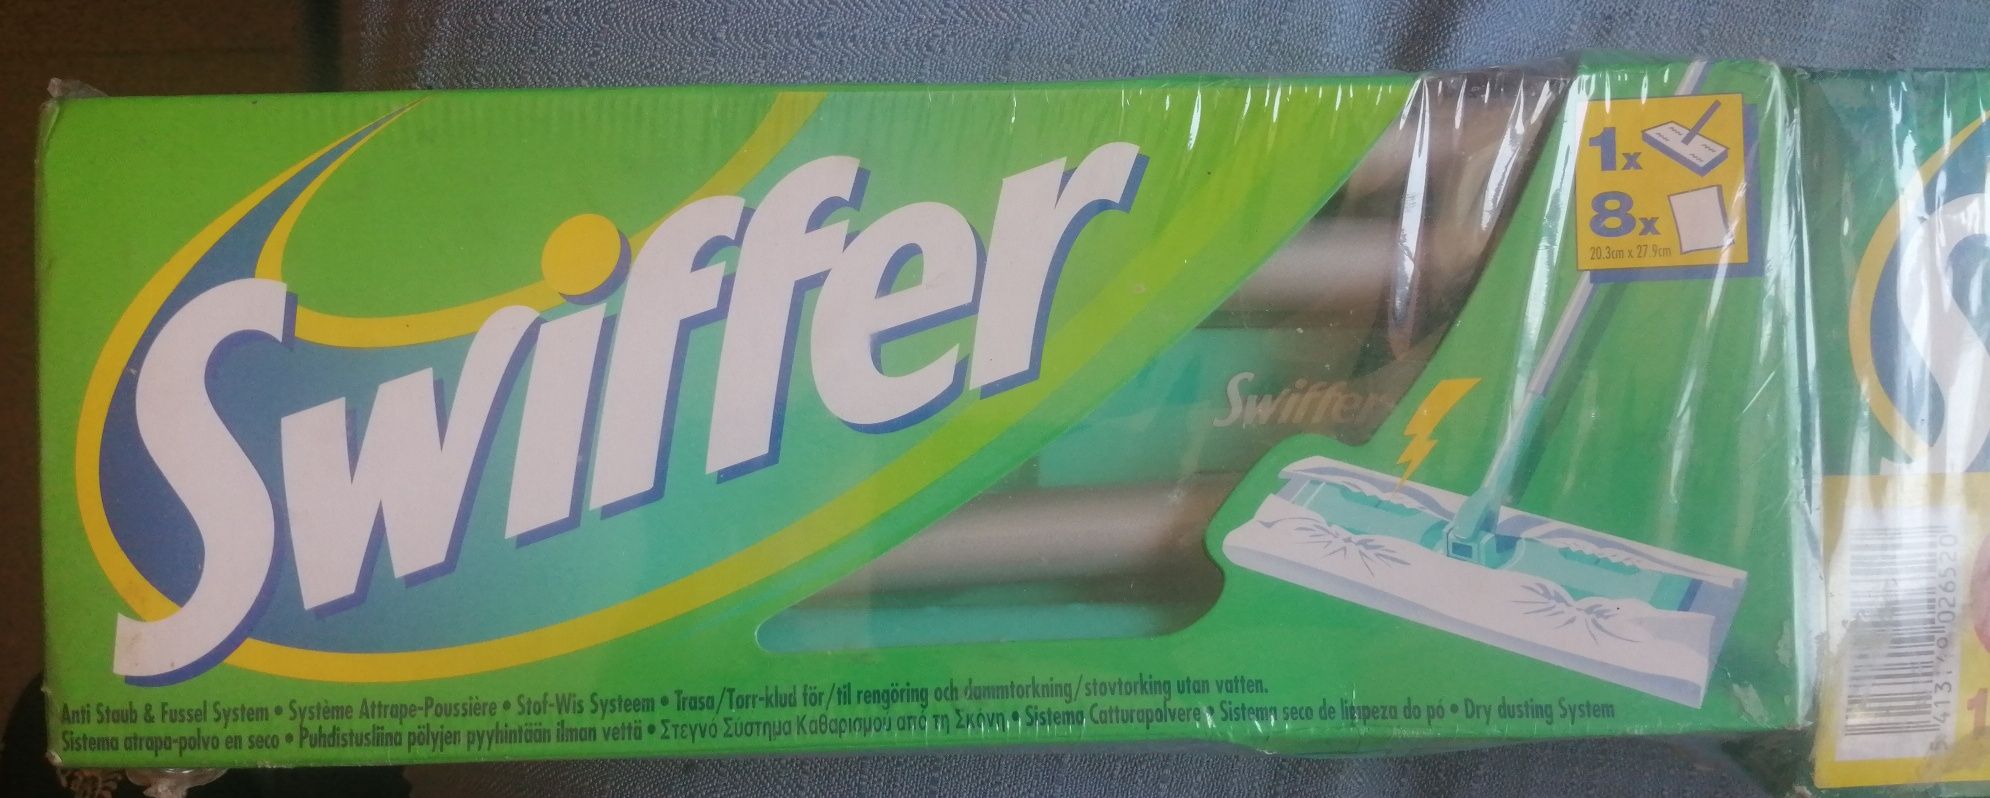 Swiffer
1x
8x
20.3cm x 27.9cm
Swiffer
Anti Staub & Fussel System • Système Attrape-Poussière • Stof-Wis Systeem • Trasa/Torr-klud för/til rengöring och dammtorkning/støvtorking utan vatten.
Sistema atrapa-polvo en seco • Puhdistusliina pölyjen pyyhintään ilman vettä • Στεγνό Σύστημα Καθαρισμού από τη Σκόνη • Sistema Catturapolvere • Sistema seco de limpeza do pó • Dry dusting System
S